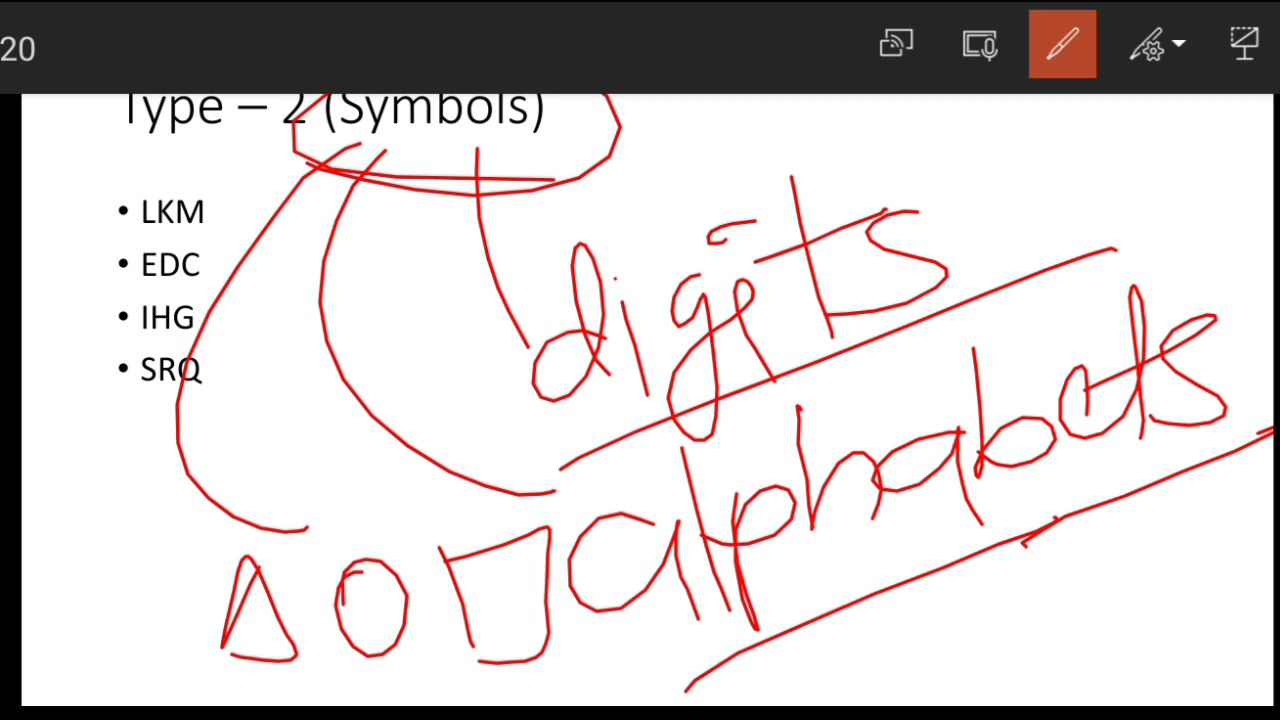 20
Type – 2 (Symbols)
• LKM
• EDC
• IHG
• SRQ
digits
alphabets